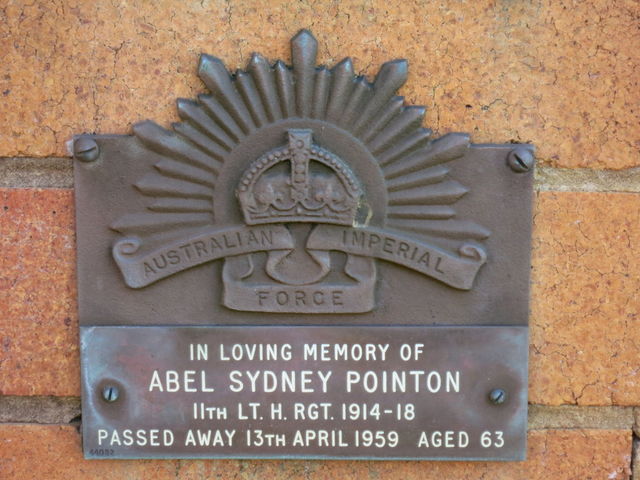 AUSTRALIAN IMPERIAL
FORCE
IN LOVING MEMORY OF
ABEL SYDNEY POINTON
11TH LT. H. RGT. 1914-18
PASSED AWAY 13TH APRIL 1959 AGED 63